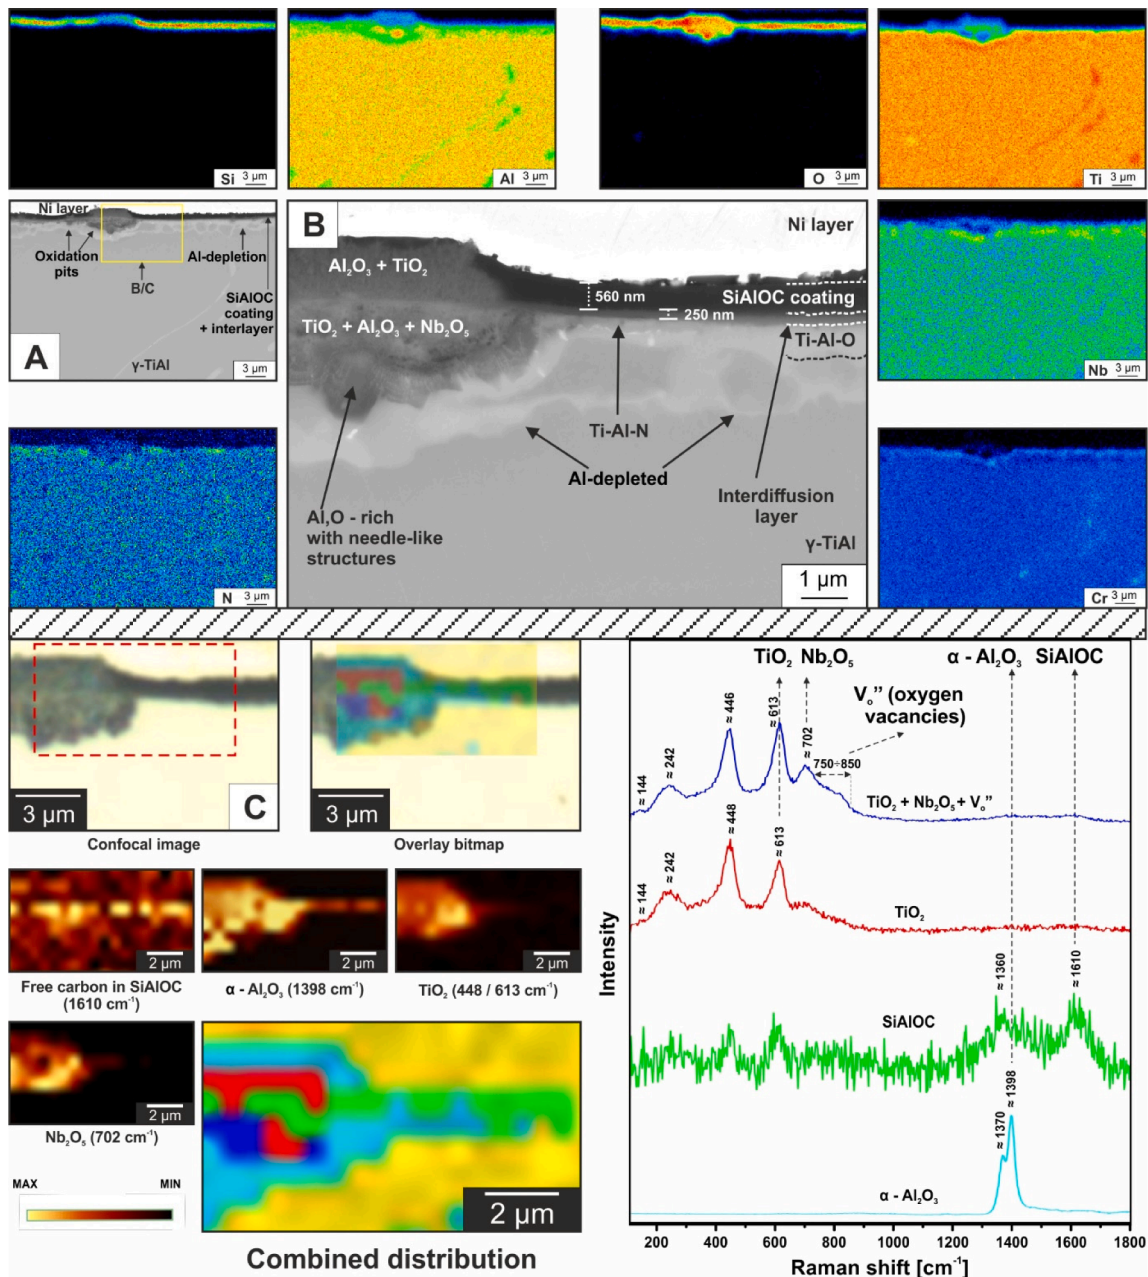 Si 3 µm
Al 3 µm
O 3 µm
Ti 3 µm
Ni layer
Oxidation
pits
B/C
Al-depletion
SiAlOC
coating
+ interlayer
A
γ-TiAl
3 µm
B
Ni layer
Al₂O₃ + TiO₂
560 nm
SiAlOC coating
250 nm
TiO₂ + Al₂O₃ + Nb₂O₅
Ti-Al-O
Ti-Al-N
Al-depleted
Interdiffusion
layer
Al,O - rich
with needle-like
structures
γ-TiAl
1 µm
Nb 3 µm
N 3 µm
Cr 3 µm
3 µm
C
Confocal image
3 µm
Overlay bitmap
2 µm
Free carbon in SiAlOC
(1610 cm⁻¹)
2 µm
α - Al₂O₃ (1398 cm⁻¹)
2 µm
TiO₂ (448 / 613 cm⁻¹)
2 µm
Nb₂O₅ (702 cm⁻¹)
MAX MIN
2 µm
Combined distribution
TiO₂ Nb₂O₅ α - Al₂O₃ SiAlOC
Vₒ'' (oxygen
vacancies)
≈ 144
≈ 242
≈ 446
≈ 613
≈ 702
750÷850
TiO₂ + Nb₂O₅ + Vₒ''
≈ 144
≈ 242
≈ 448
≈ 613
TiO₂
≈ 1360
≈ 1610
SiAlOC
≈ 1370
≈ 1398
α - Al₂O₃
Intensity
200 400 600 800 1000 1200 1400 1600 1800
Raman shift [cm⁻¹]